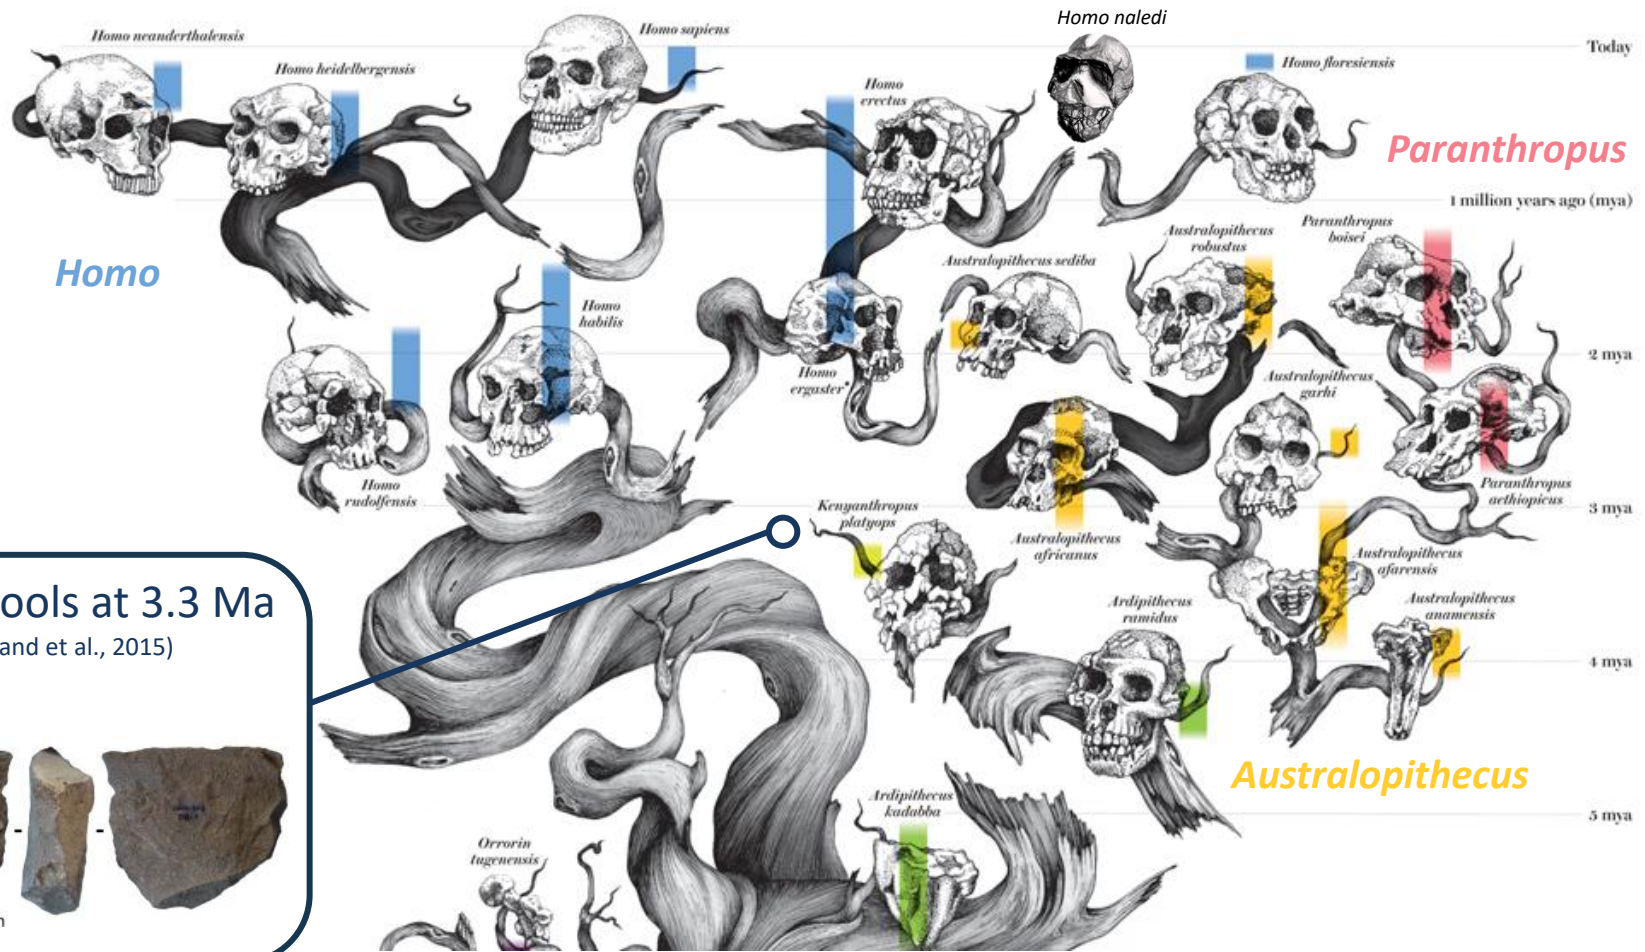 Homo naledi
Homo neanderthalensis
Homo sapiens
Today
Homo heidelbergensis
Homo floresiensis
Homo
erectus
Paranthropus
1 million years ago (mya)
Australopithecus
robustus
Paranthropus
boisei
Homo
Australopithecus sediba
Homo
habilis
2 mya
Homo
ergaster*
Australopithecus
garhi
Homo
rudolfensis
Paranthropus
aethiopicus
Kenyanthropus
platyops
3 mya
Australopithecus
africanus
Australopithecus
afarensis
ools at 3.3 Ma
and et al., 2015)
Ardipithecus
ramidus
Australopithecus
anamensis
4 mya
Australopithecus
Ardipithecus
kadabba
5 mya
Orrorin
tugenensis